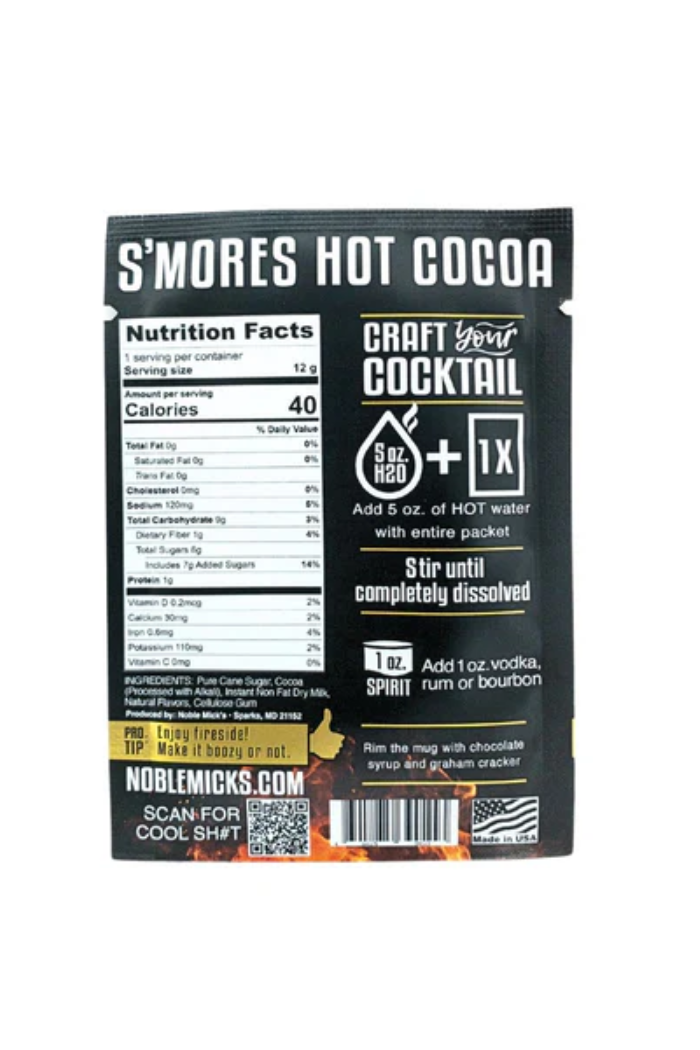 S'MORES HOT COCOA
Nutrition Facts
1 serving per container
Serving size 12 g
Amount per serving
Calories 40
% Daily Value
Total Fat 0g 0%
Saturated Fat 0g 0%
Trans Fat 0g
Cholesterol 0mg 0%
Sodium 120mg 5%
Total Carbohydrate 9g 3%
Dietary Fiber 1g 4%
Total Sugars 8g
Includes 7g Added Sugars 14%
Protein 1g
Vitamin D 0.2mcg 2%
Calcium 30mg 2%
Iron 0.6mg 4%
Potassium 110mg 2%
Vitamin C 0mg 0%
INGREDIENTS: Pure Cane Sugar, Cocoa
(Processed with Alkali), Instant Non Fat Dry Milk,
Natural Flavors, Cellulose Gum
Produced by: Noble Mick's • Sparks, MD 21152
PRO TIP
Enjoy fireside!
Make it boozy or not.
NOBLEMICKS.COM
SCAN FOR
COOL SH#T
CRAFT your
COCKTAIL
5 oz.
H2O
+ 1X
Add 5 oz. of HOT water
with entire packet
Stir until
completely dissolved
1 oz.
SPIRIT
Add 1 oz. vodka,
rum or bourbon
Rim the mug with chocolate
syrup and graham cracker
Made in USA